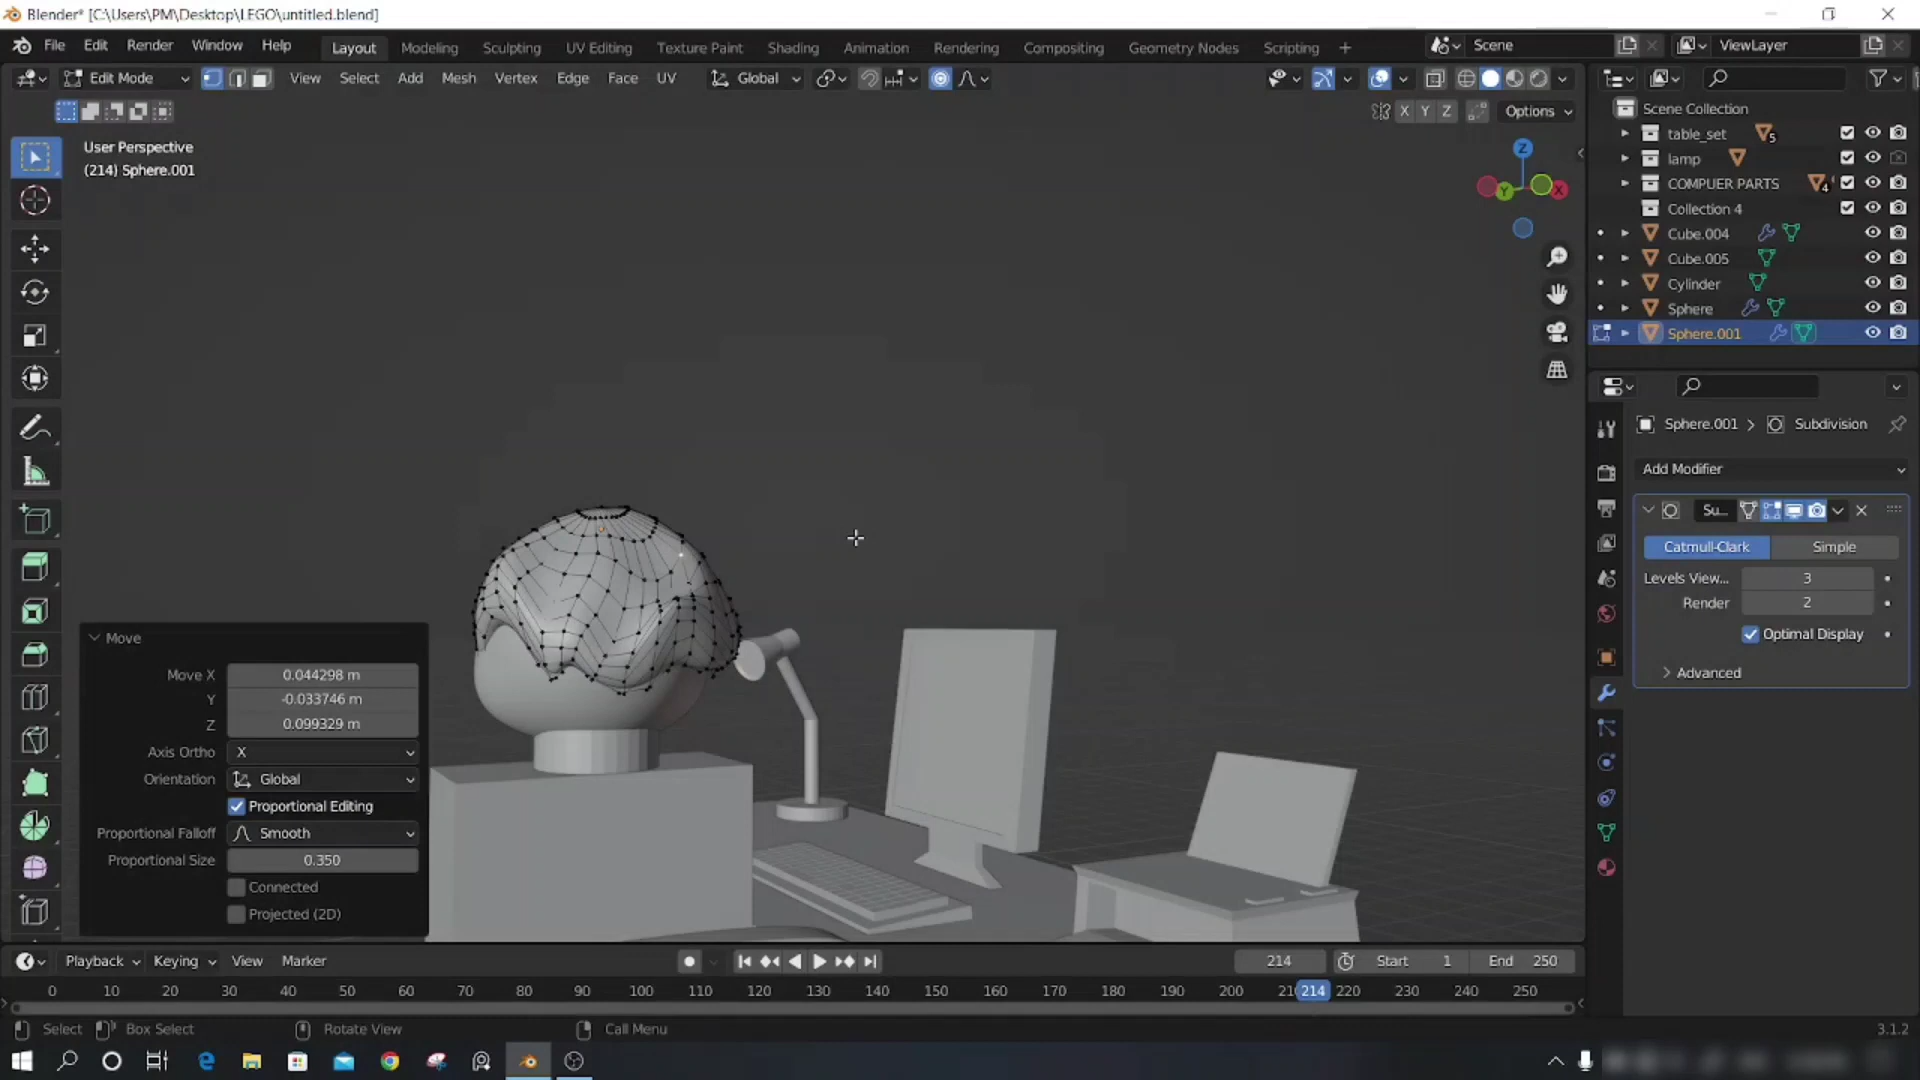 Blender* [C:\Users\PM\Desktop\LEGO\untitled.blend]
File Edit Render Window Help Layout Modeling Sculpting UV Editing Texture Paint Shading Animation Rendering Compositing Geometry Nodes Scripting + Scene ViewLayer
Edit Mode View Select Add Mesh Vertex Edge Face UV Global
X Y Z Options
User Perspective
(214) Sphere.001
Z
Y X
Scene Collection
table_set 5
lamp
COMPUER PARTS 4
Collection 4
Cube.004
Cube.005
Cylinder
Sphere
Sphere.001
Sphere.001 > Subdivision
Add Modifier
Su...
Catmull-Clark Simple
Levels View... 3
Render 2
Optimal Display
Advanced
Move
Move X 0.044298 m
Y -0.033746 m
Z 0.099329 m
Axis Ortho X
Orientation Global
Proportional Editing
Proportional Falloff Smooth
Proportional Size 0.350
Connected
Projected (2D)
Playback Keying View Marker 214 Start 1 End 250
0 10 20 30 40 50 60 70 80 90 100 110 120 130 140 150 160 170 180 190 200 214 220 230 240 250
Select Box Select Rotate View Call Menu 3.1.2